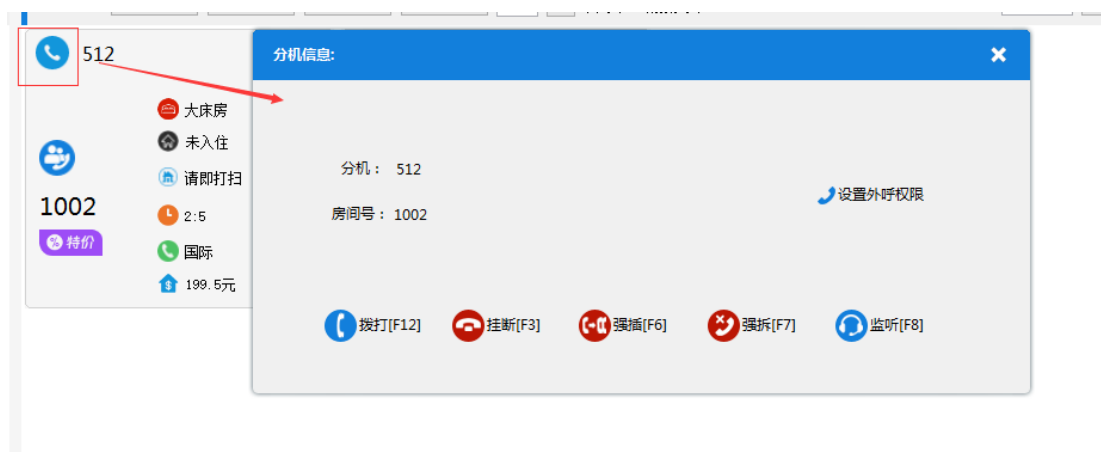 512
大床房
未入住
请即打扫
1002
2:5
特价
国际
199.5元
分机信息:
分机： 512
设置外呼权限
房间号：1002
拨打[F12] 挂断[F3] 强插[F6] 强拆[F7] 监听[F8]